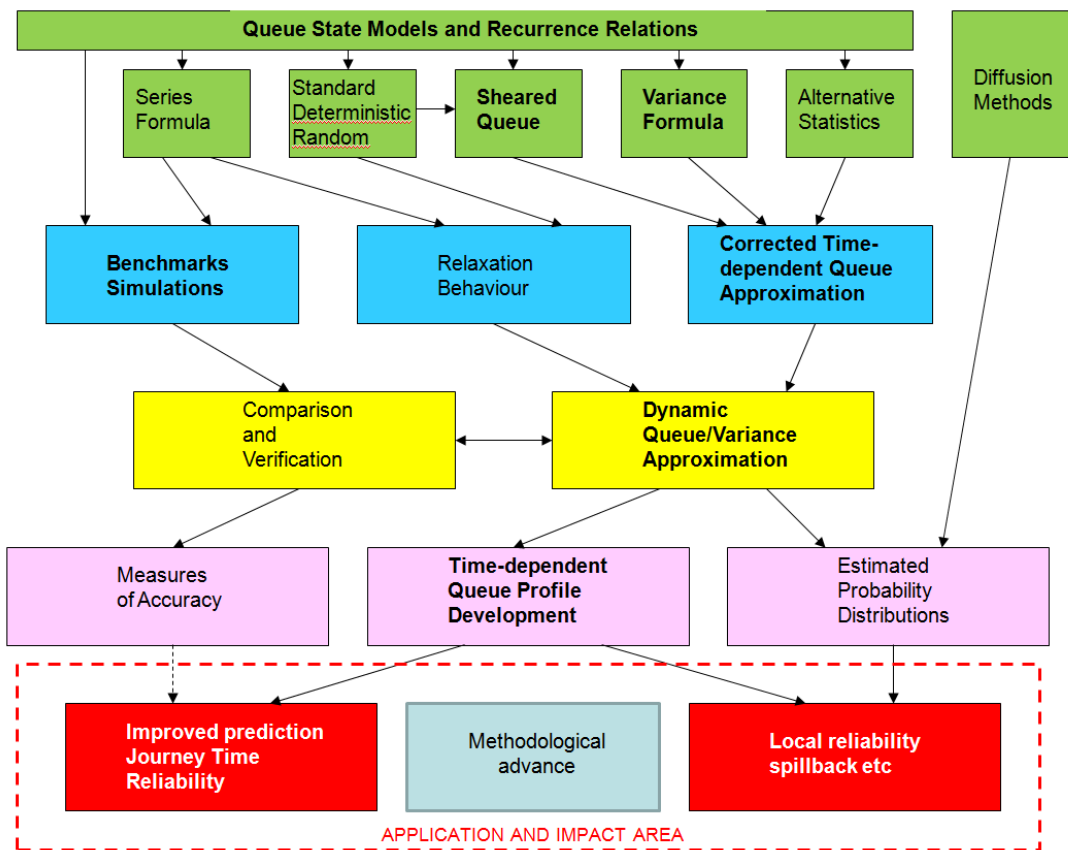 Queue State Models and Recurrence Relations
Diffusion
Methods
Series
Formula
Standard
Deterministic
Random
Sheared
Queue
Variance
Formula
Alternative
Statistics
Benchmarks
Simulations
Relaxation
Behaviour
Corrected Time-
dependent Queue
Approximation
Comparison
and
Verification
Dynamic
Queue/Variance
Approximation
Measures
of Accuracy
Time-dependent
Queue Profile
Development
Estimated
Probability
Distributions
Improved prediction
Journey Time
Reliability
Methodological
advance
Local reliability
spillback etc
APPLICATION AND IMPACT AREA